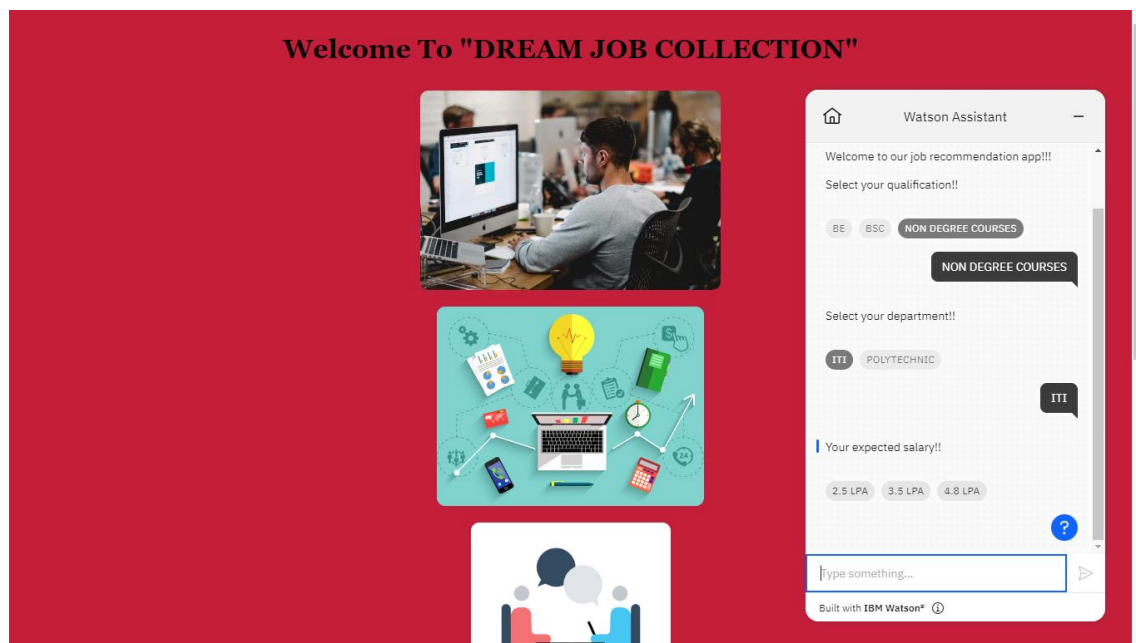 Welcome To "DREAM JOB COLLECTION"
Watson Assistant
Welcome to our job recommendation app!!!
Select your qualification!!
BE BSC NON DEGREE COURSES
NON DEGREE COURSES
Select your department!!
ITI POLYTECHNIC
ITI
Your expected salary!!
2.5 LPA 3.5 LPA 4.8 LPA
?
Type something...
Built with IBM Watson®